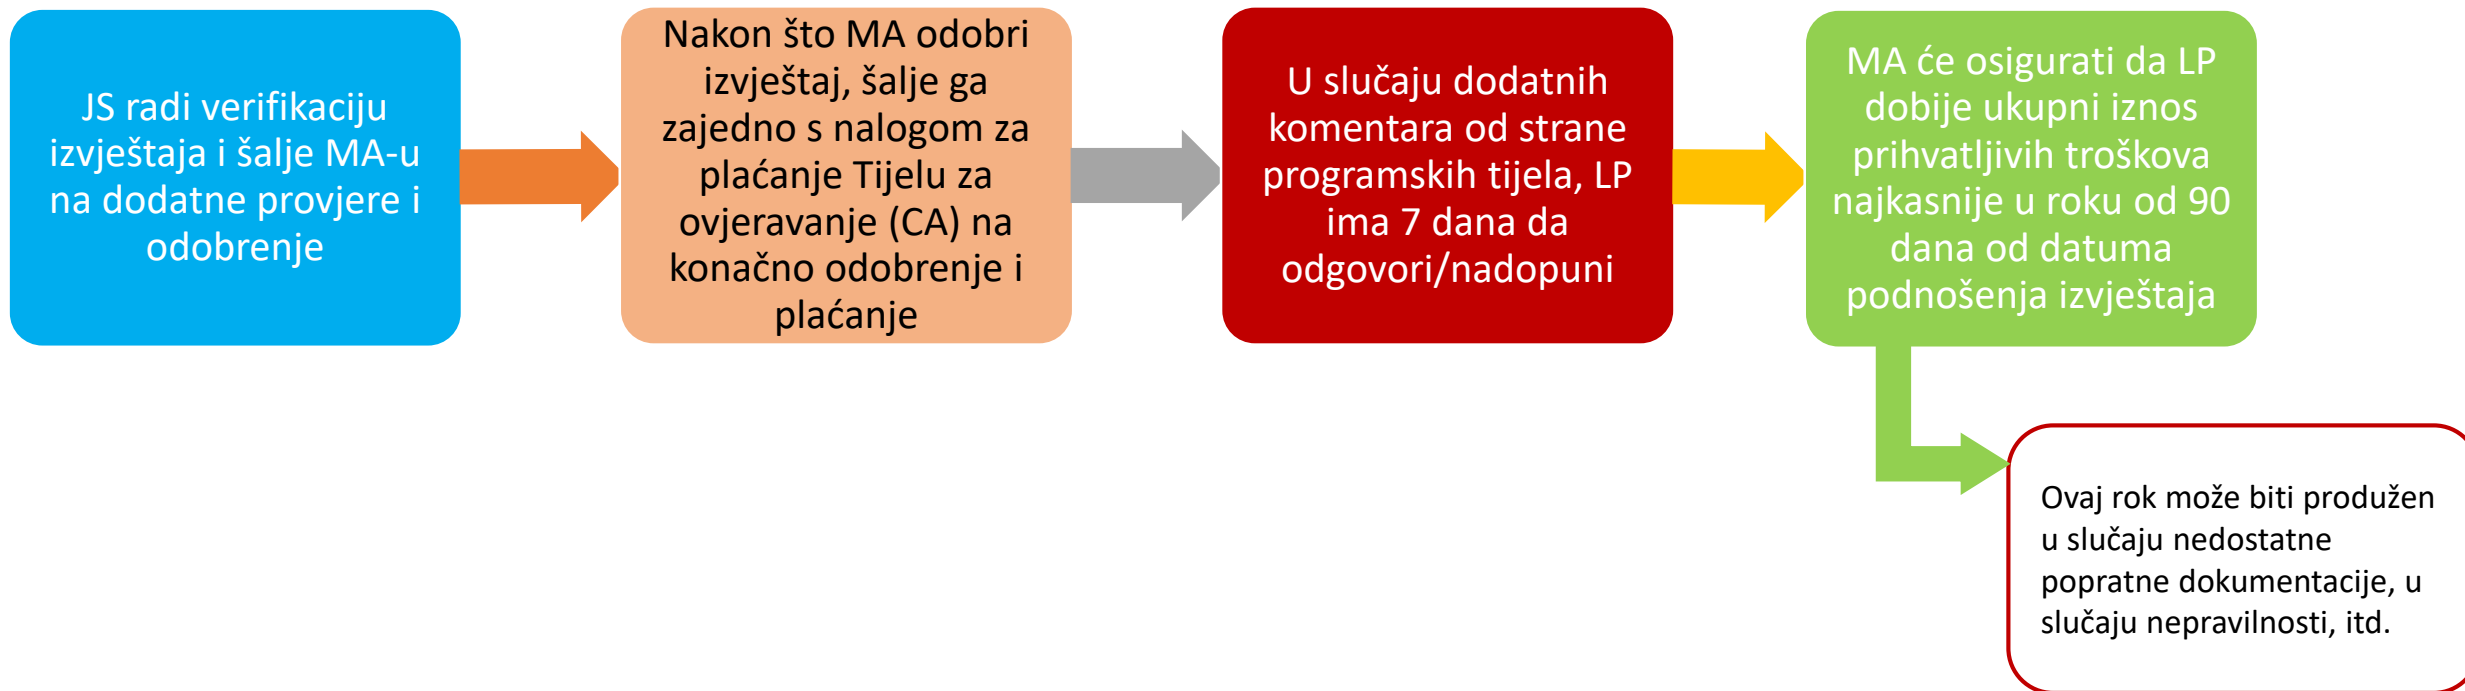 JS radi verifikaciju
izvještaja i šalje MA-u
na dodatne provjere i
odobrenje
Nakon što MA odobri
izvještaj, šalje ga
zajedno s nalogom za
plaćanje Tijelu za
ovjeravanje (CA) na
konačno odobrenje i
plaćanje
U slučaju dodatnih
komentara od strane
programskih tijela, LP
ima 7 dana da
odgovori/nadopuni
MA će osigurati da LP
dobije ukupni iznos
prihvatljivih troškova
najkasnije u roku od 90
dana od datuma
podnošenja izvještaja
Ovaj rok može biti produžen
u slučaju nedostatne
popratne dokumentacije, u
slučaju nepravilnosti, itd.